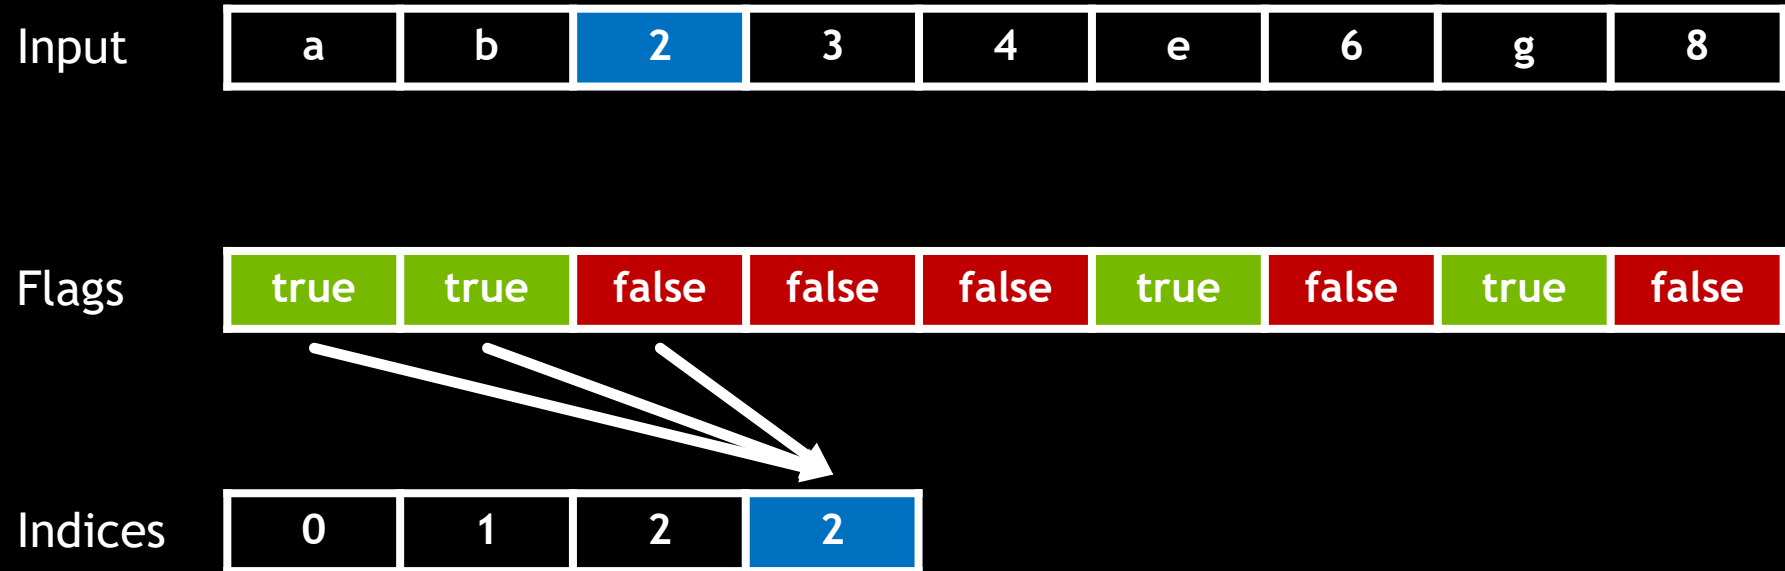 Input a b 2 3 4 e 6 g 8
Flags true true false false false true false true false
Indices 0 1 2 2